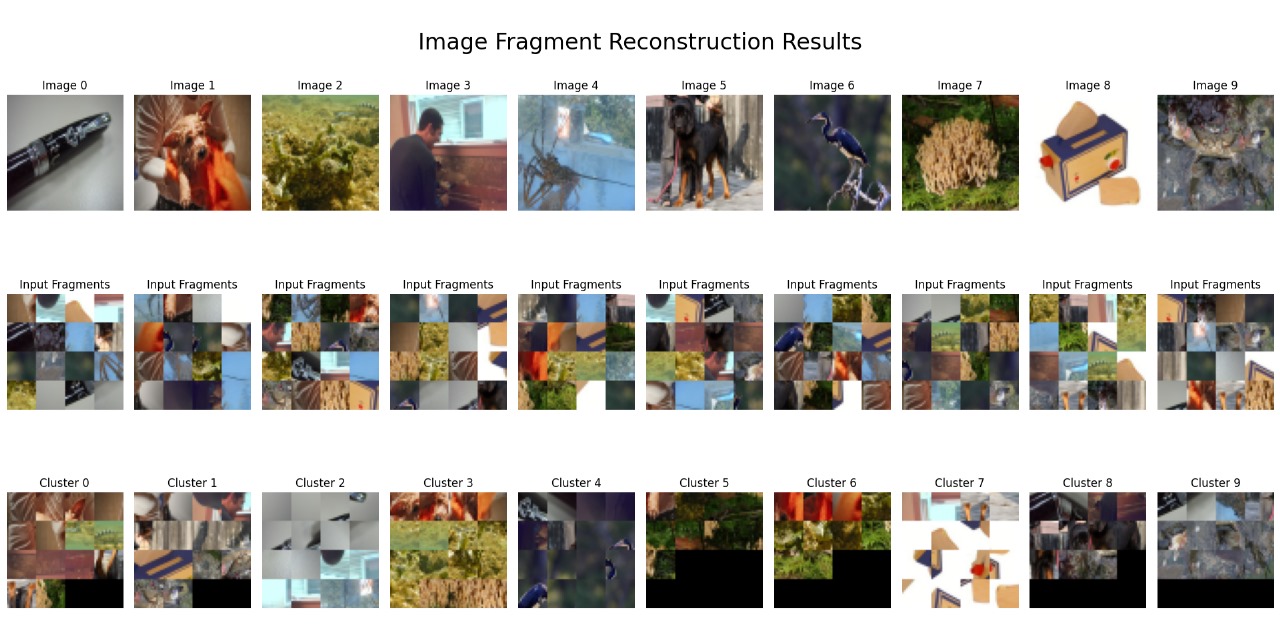 Image Fragment Reconstruction Results
Image 0 Image 1 Image 2 Image 3 Image 4 Image 5 Image 6 Image 7 Image 8 Image 9
Input Fragments Input Fragments Input Fragments Input Fragments Input Fragments Input Fragments Input Fragments Input Fragments Input Fragments Input Fragments
Cluster 0 Cluster 1 Cluster 2 Cluster 3 Cluster 4 Cluster 5 Cluster 6 Cluster 7 Cluster 8 Cluster 9